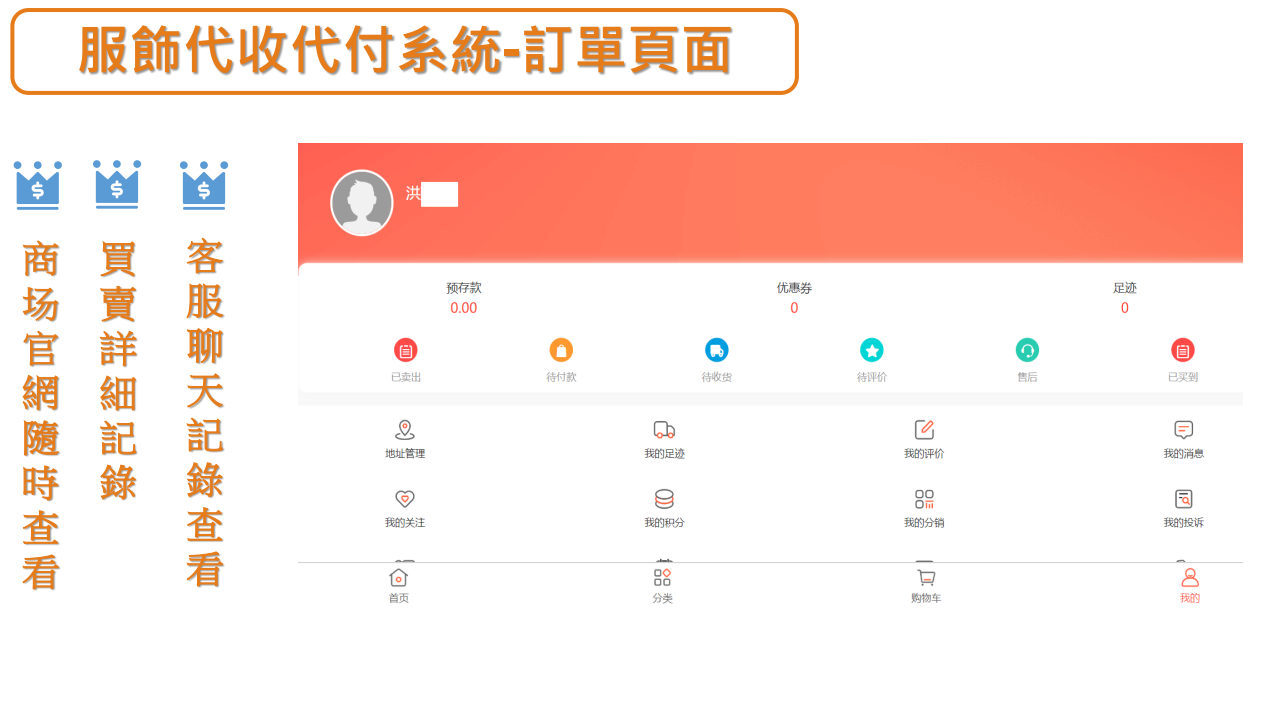 服飾代收代付系統-訂單頁面
商场官網隨時查看
買賣詳細記錄
客服聊天記錄查看
洪
预存款
0.00
优惠券
0
足迹
0
已卖出
待付款
待收货
待评价
售后
已买到
地址管理
我的足迹
我的评价
我的消息
我的关注
我的积分
我的分销
我的投诉
首页
分类
购物车
我的